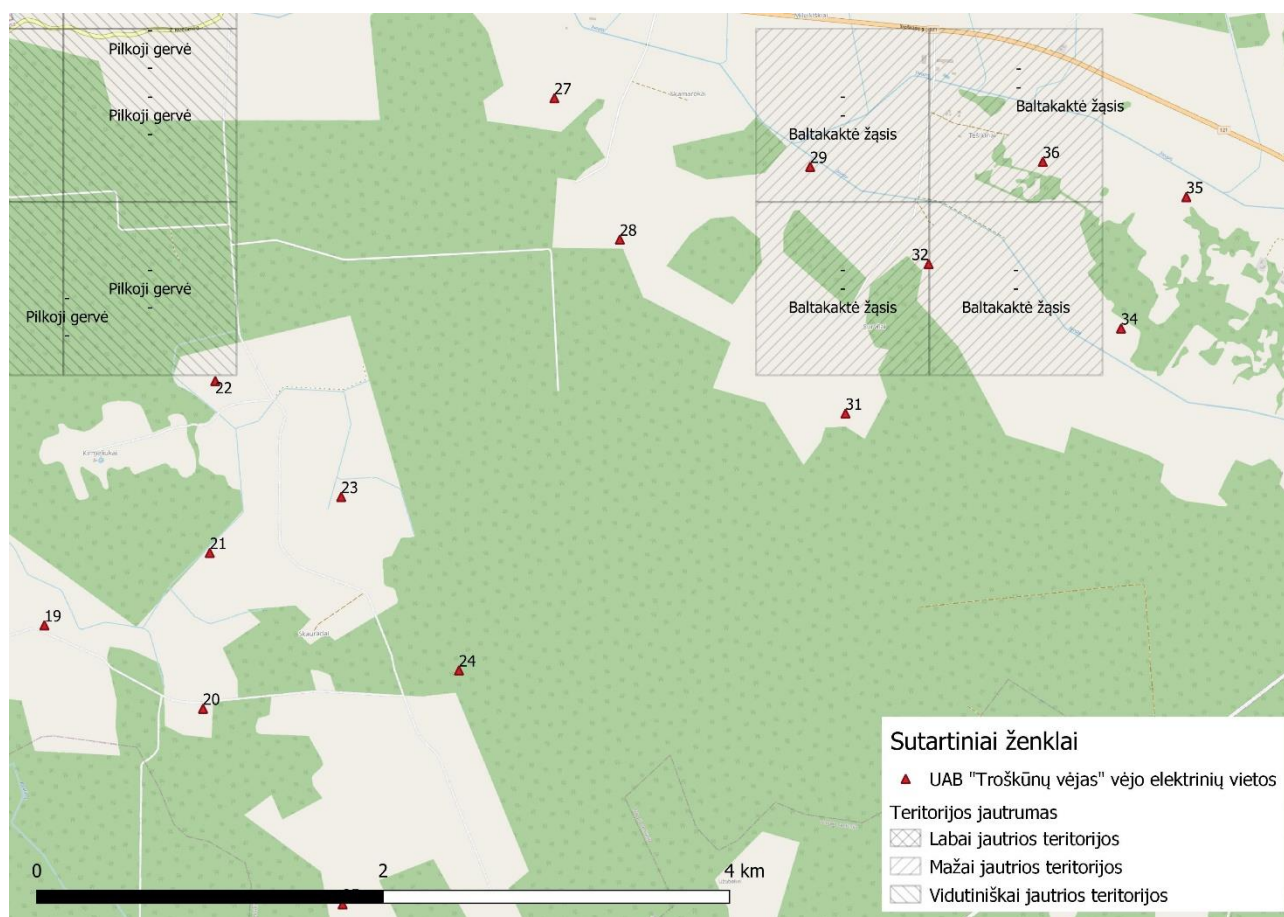 Pilkoji gervė
-
-
Pilkoji gervė
-
-
Pilkoji gervė
-
-
Pilkoji gervė
-
-
27
Skamarokai
-
-
Baltakaktė žąsis
29
-
-
Baltakaktė žąsis
36
35
28
32
-
-
Baltakaktė žąsis
-
-
Baltakaktė žąsis
34
22
31
23
21
19
Skauradai
24
20
Sutartiniai ženklai
UAB "Troškūnų vėjas" vėjo elektrinių vietos
Teritorijos jautrumas
Labai jautrios teritorijos
Mažai jautrios teritorijos
Vidutiniškai jautrios teritorijos
0 2 4 km